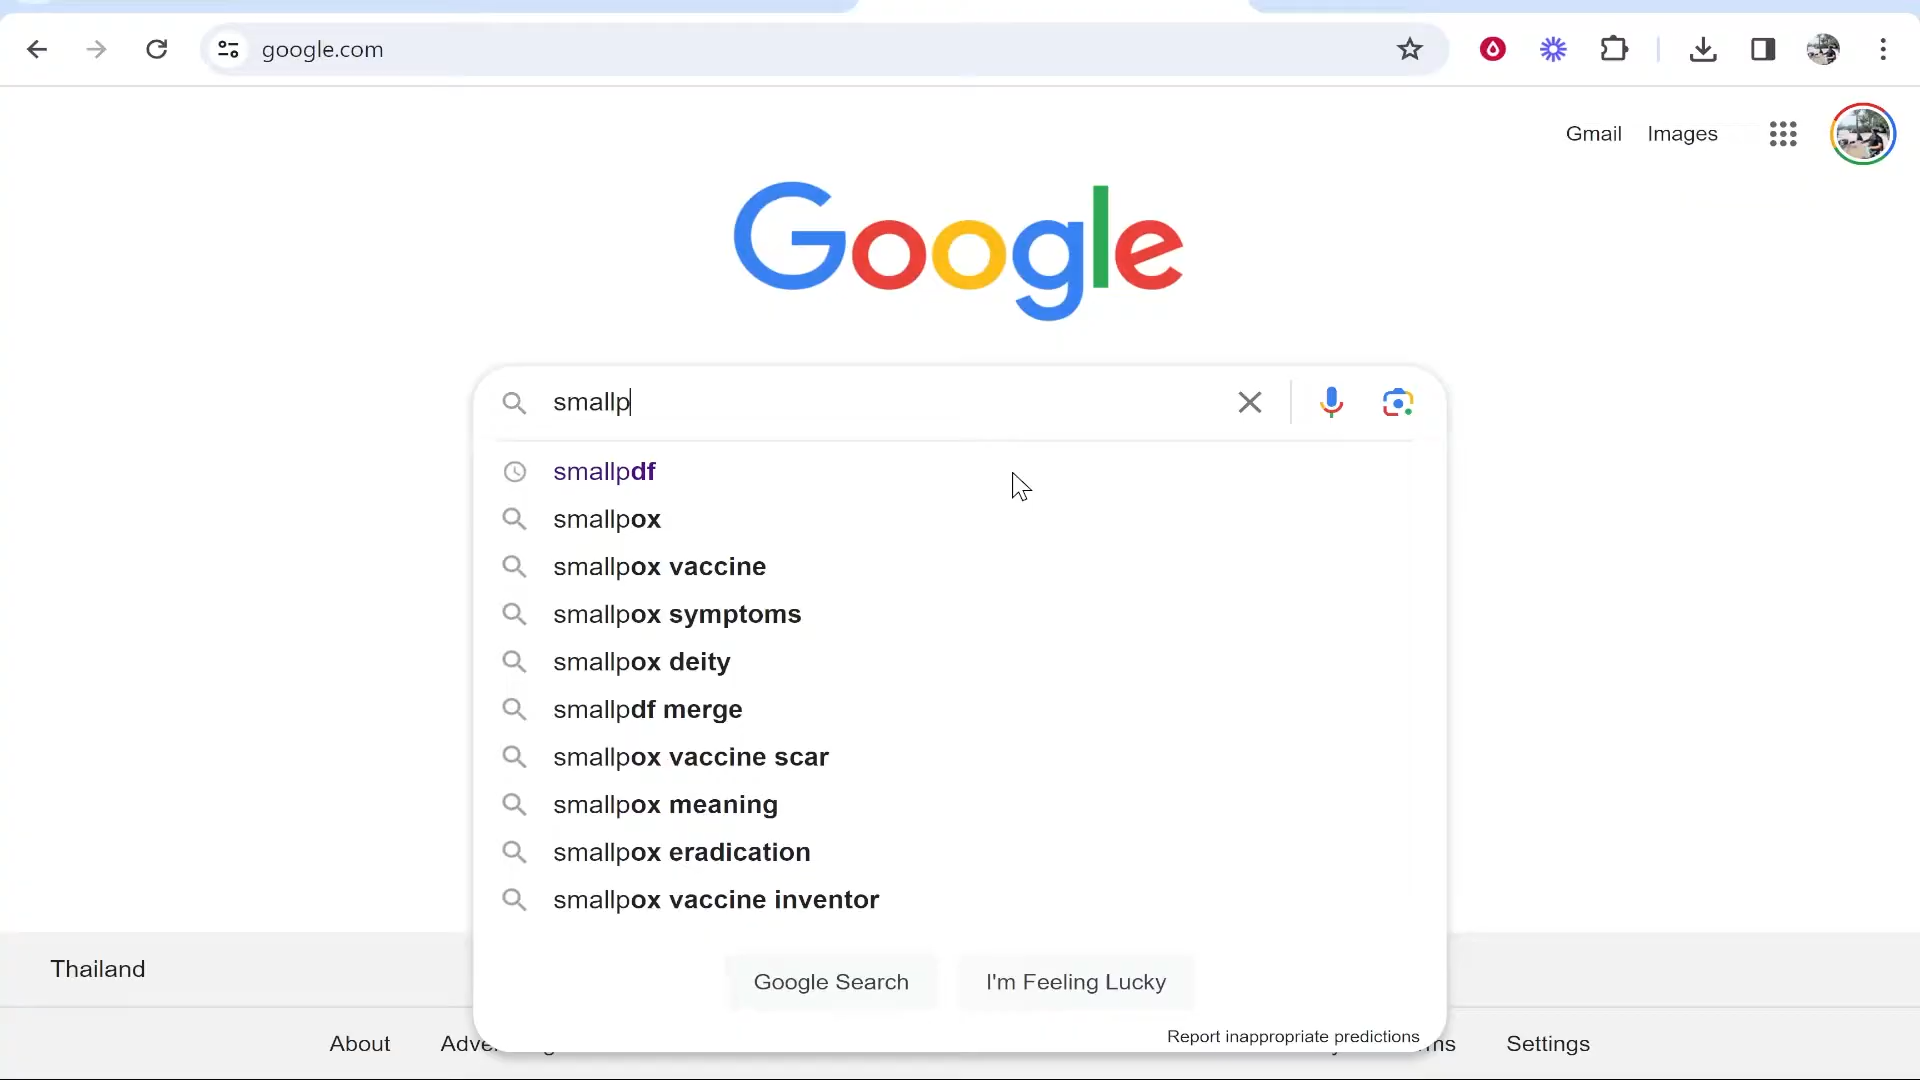 google.com
Gmail Images
Google
smallp
smallpdf
smallpox
smallpox vaccine
smallpox symptoms
smallpox deity
smallpdf merge
smallpox vaccine scar
smallpox meaning
smallpox eradication
smallpox vaccine inventor
Thailand
Google Search I'm Feeling Lucky
Report inappropriate predictions
About Settings